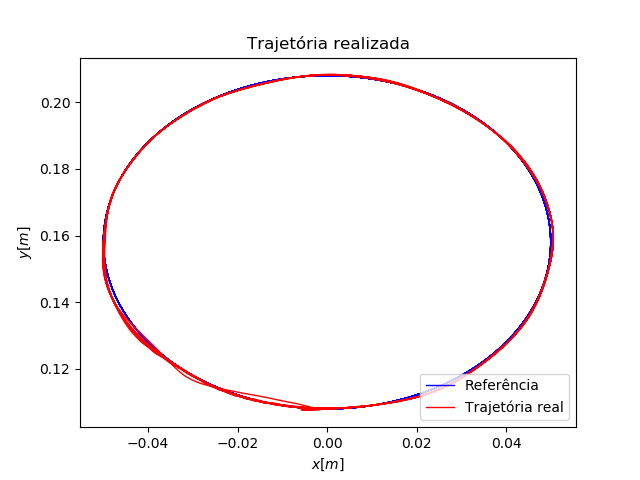 Trajetória realizada
0.20
0.18
0.16
0.14
0.12
y[m]
−0.04
−0.02
0.00
0.02
0.04
x[m]
Referência
Trajetória real